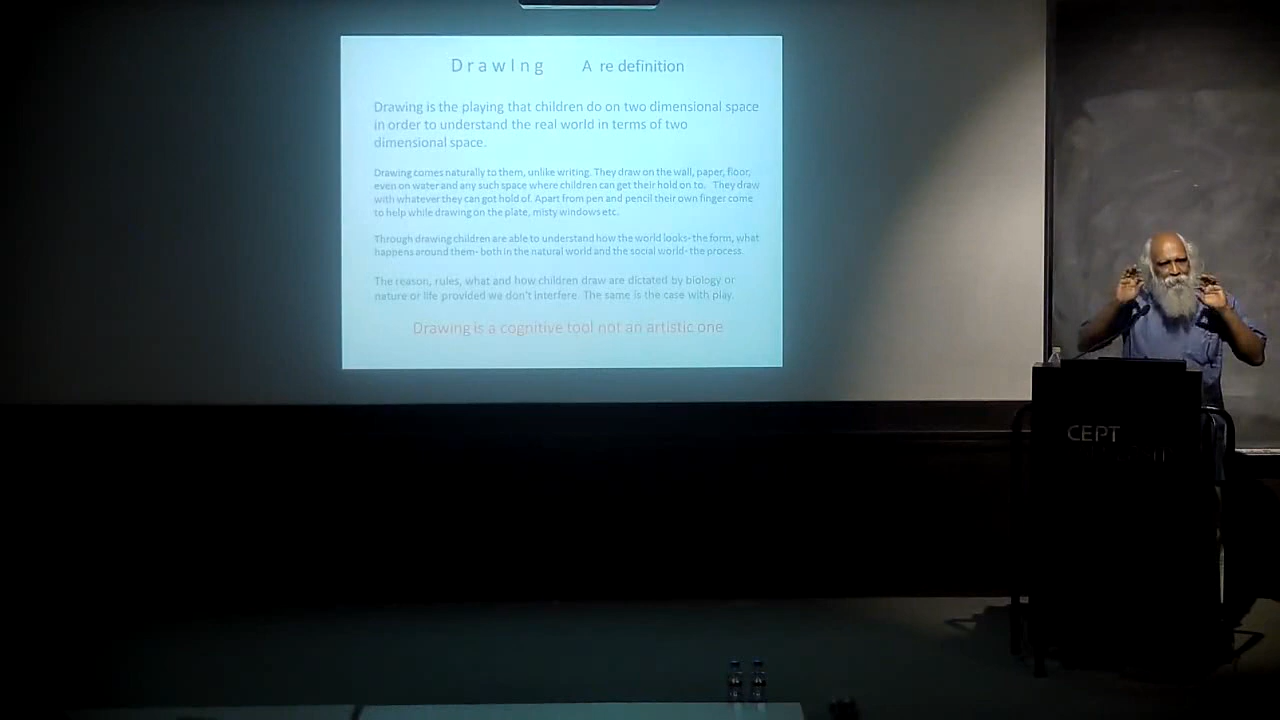 DrawIng A re definition
Drawing is the playing that children do on two dimensional space
in order to understand the real world in terms of two
dimensional space.
Drawing comes naturally to them, unlike writing. They draw on the wall, paper, floor,
even on water and any such space where children can get their hold on to. They draw
with whatever they can got hold of. Apart from pen and pencil their own finger come
to help while drawing on the plate, misty windows etc.
Through drawing children are able to understand how the world looks- the form, what
happens around them- both in the natural world and the social world- the process.
The reason, rules, what and how children draw are dictated by biology or
nature or life provided we don't interfere. The same is the case with play.
Drawing is a cognitive tool not an artistic one
CEPT